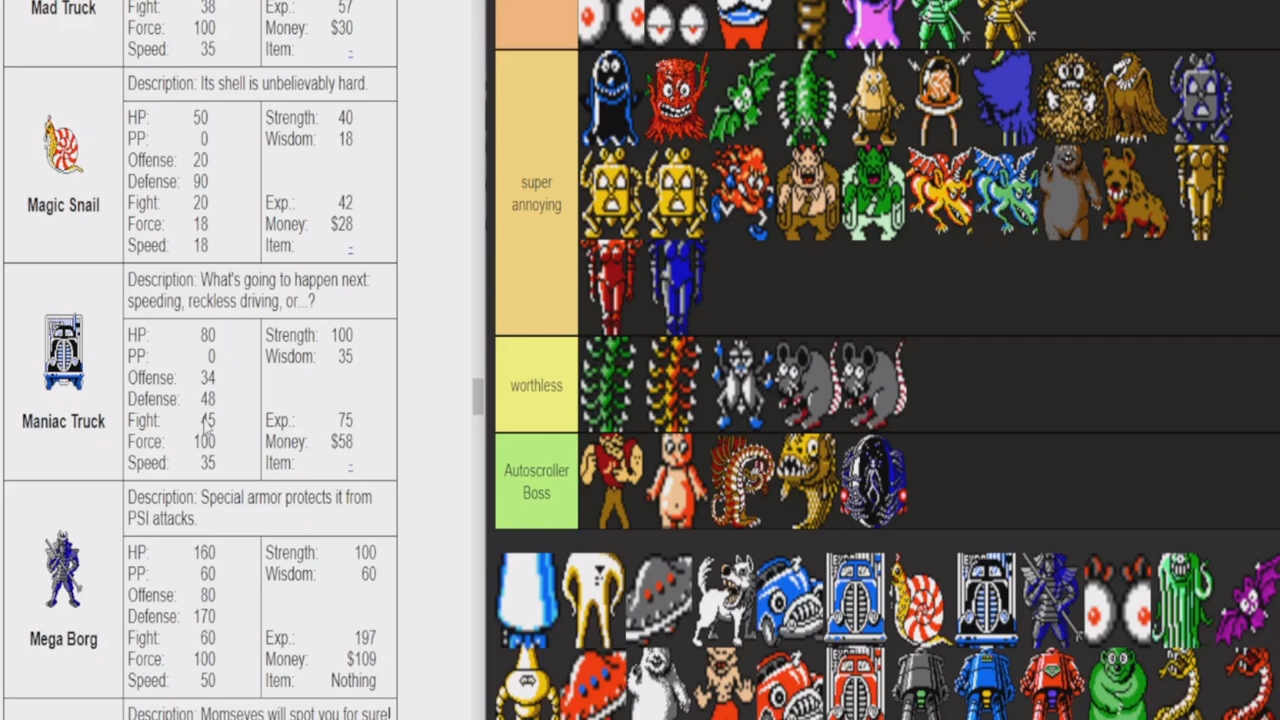 Mad Truck
Fight: 38 Exp.: 57
Force: 100 Money: $30
Speed: 35 Item: -
Description: Its shell is unbelievably hard.
Magic Snail
HP: 50 Strength: 40
PP: 0 Wisdom: 18
Offense: 20
Defense: 90
Fight: 20 Exp.: 42
Force: 18 Money: $28
Speed: 18 Item: -
Description: What's going to happen next:
speeding, reckless driving, or...?
Maniac Truck
HP: 80 Strength: 100
PP: 0 Wisdom: 35
Offense: 34
Defense: 48
Fight: 45 Exp.: 75
Force: 100 Money: $58
Speed: 35 Item: -
Description: Special armor protects it from
PSI attacks.
Mega Borg
HP: 160 Strength: 100
PP: 60 Wisdom: 60
Offense: 80
Defense: 170
Fight: 60 Exp.: 197
Force: 100 Money: $109
Speed: 50 Item: Nothing
Description: Momseyes will spot you for sure!
super
annoying
worthless
Autoscroller
Boss